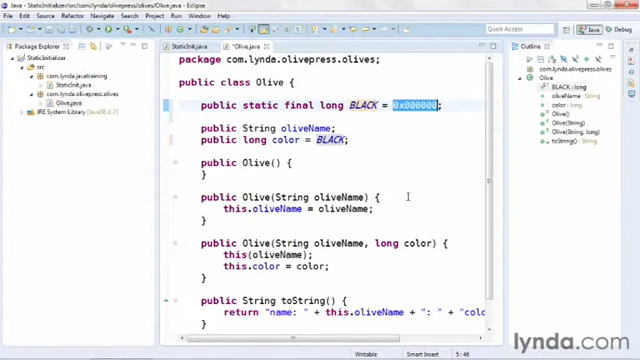 Java - StaticInitializer/src/com/lynda/olivepress/olives/Olive.java - Eclipse
File Edit Source Refactor Navigate Search Project Run Window Help
Quick Access
Java
Debug
Package Explorer
StaticInitializer
src
com.lynda.javatraining
StaticInit.java
com.lynda.olivepress.olives
Olive.java
JRE System Library [JavaSE-1.7]
StaticInit.java
*Olive.java
package com.lynda.olivepress.olives;
public class Olive {
public static final long BLACK = 0x000000;
public String oliveName;
public long color = BLACK;
public Olive() {
}
public Olive(String oliveName) {
this.oliveName = oliveName;
}
public Olive(String oliveName, long color) {
this(oliveName);
this.color = color;
}
public String toString() {
return "name: " + this.oliveName + ": " + "colo
}
Outline
com.lynda.olivepress.olives
Olive
BLACK : long
oliveName : String
color : long
Olive()
Olive(String)
Olive(String, long)
toString() : String
Writable
Smart Insert
5 : 46
lynda.com